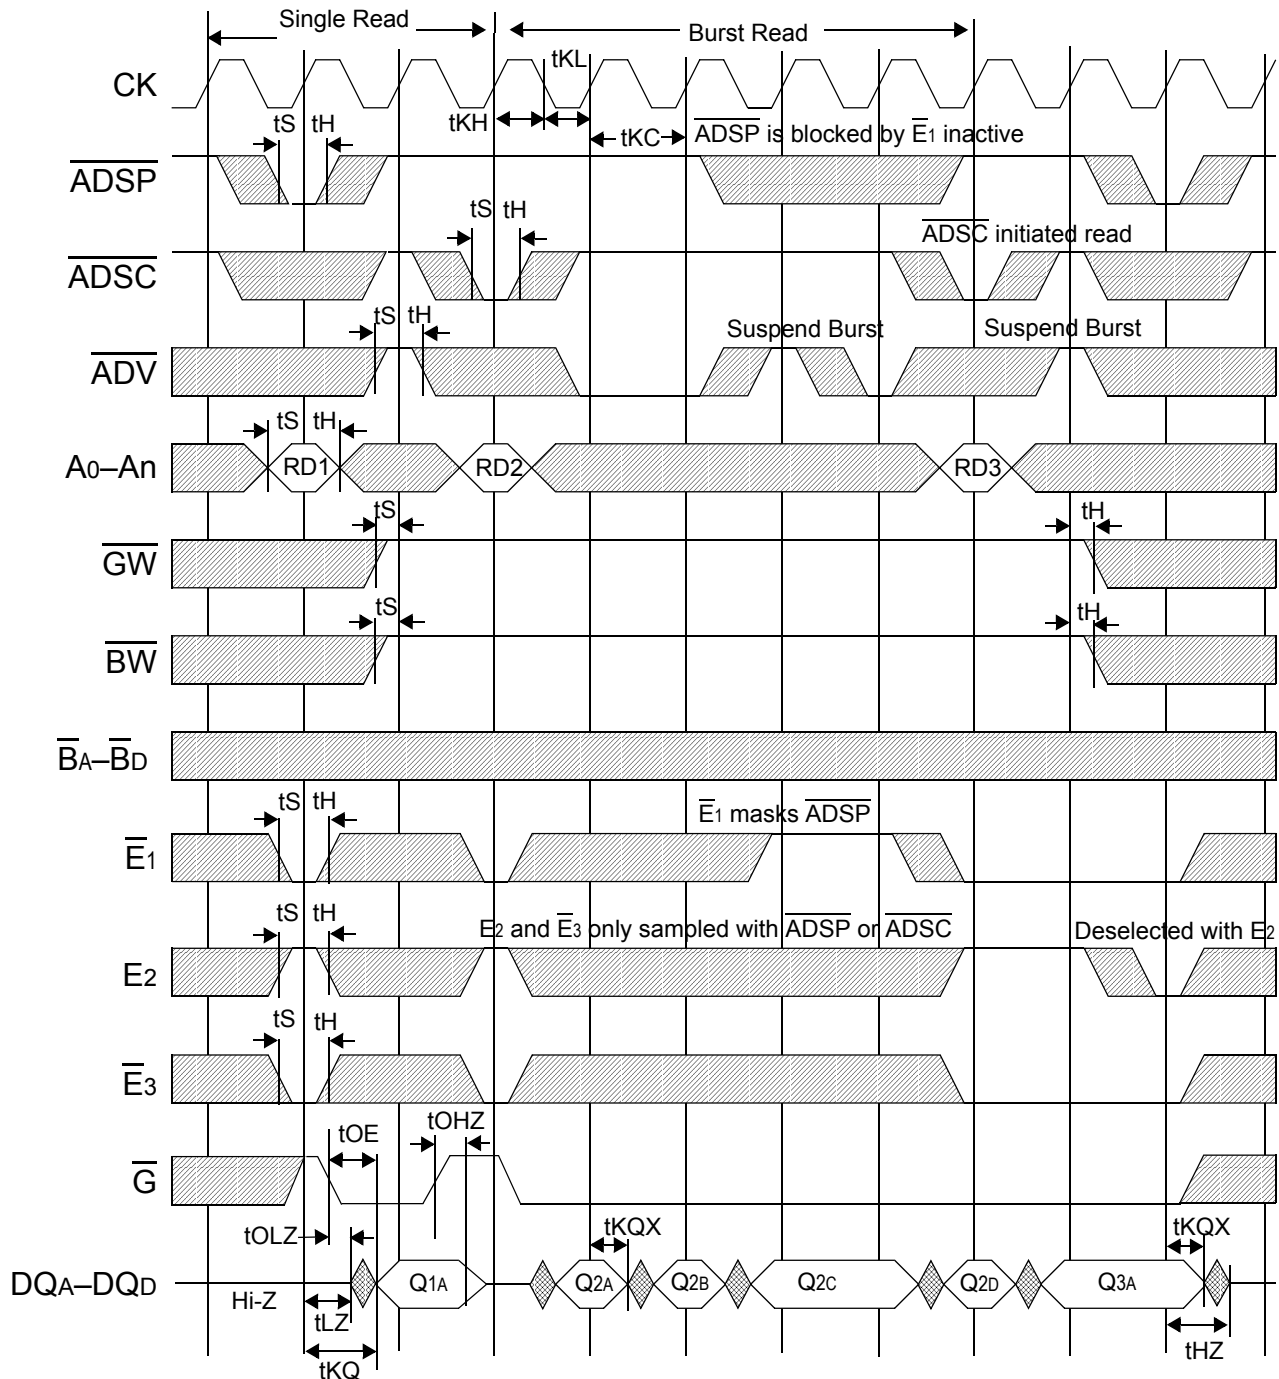 Single Read
Burst Read
CK
tKL
tKH
tKC
tS tH
ADSP is blocked by E1 inactive
ADSP
tS tH
ADSC initiated read
ADSC
tS tH
Suspend Burst
Suspend Burst
ADV
tS tH
A0–An
RD1
RD2
RD3
tS
tH
GW
tS
tH
BW
BA–BD
tS tH
E1 masks ADSP
E1
tS tH
E2 and E3 only sampled with ADSP or ADSC
Deselected with E2
E2
tS tH
E3
tOE
tOHZ
G
tOLZ
tKQX
tKQX
DQA–DQD
Q1A
Q2A
Q2B
Q2C
Q2D
Q3A
Hi-Z
tLZ
tHZ
tKQ